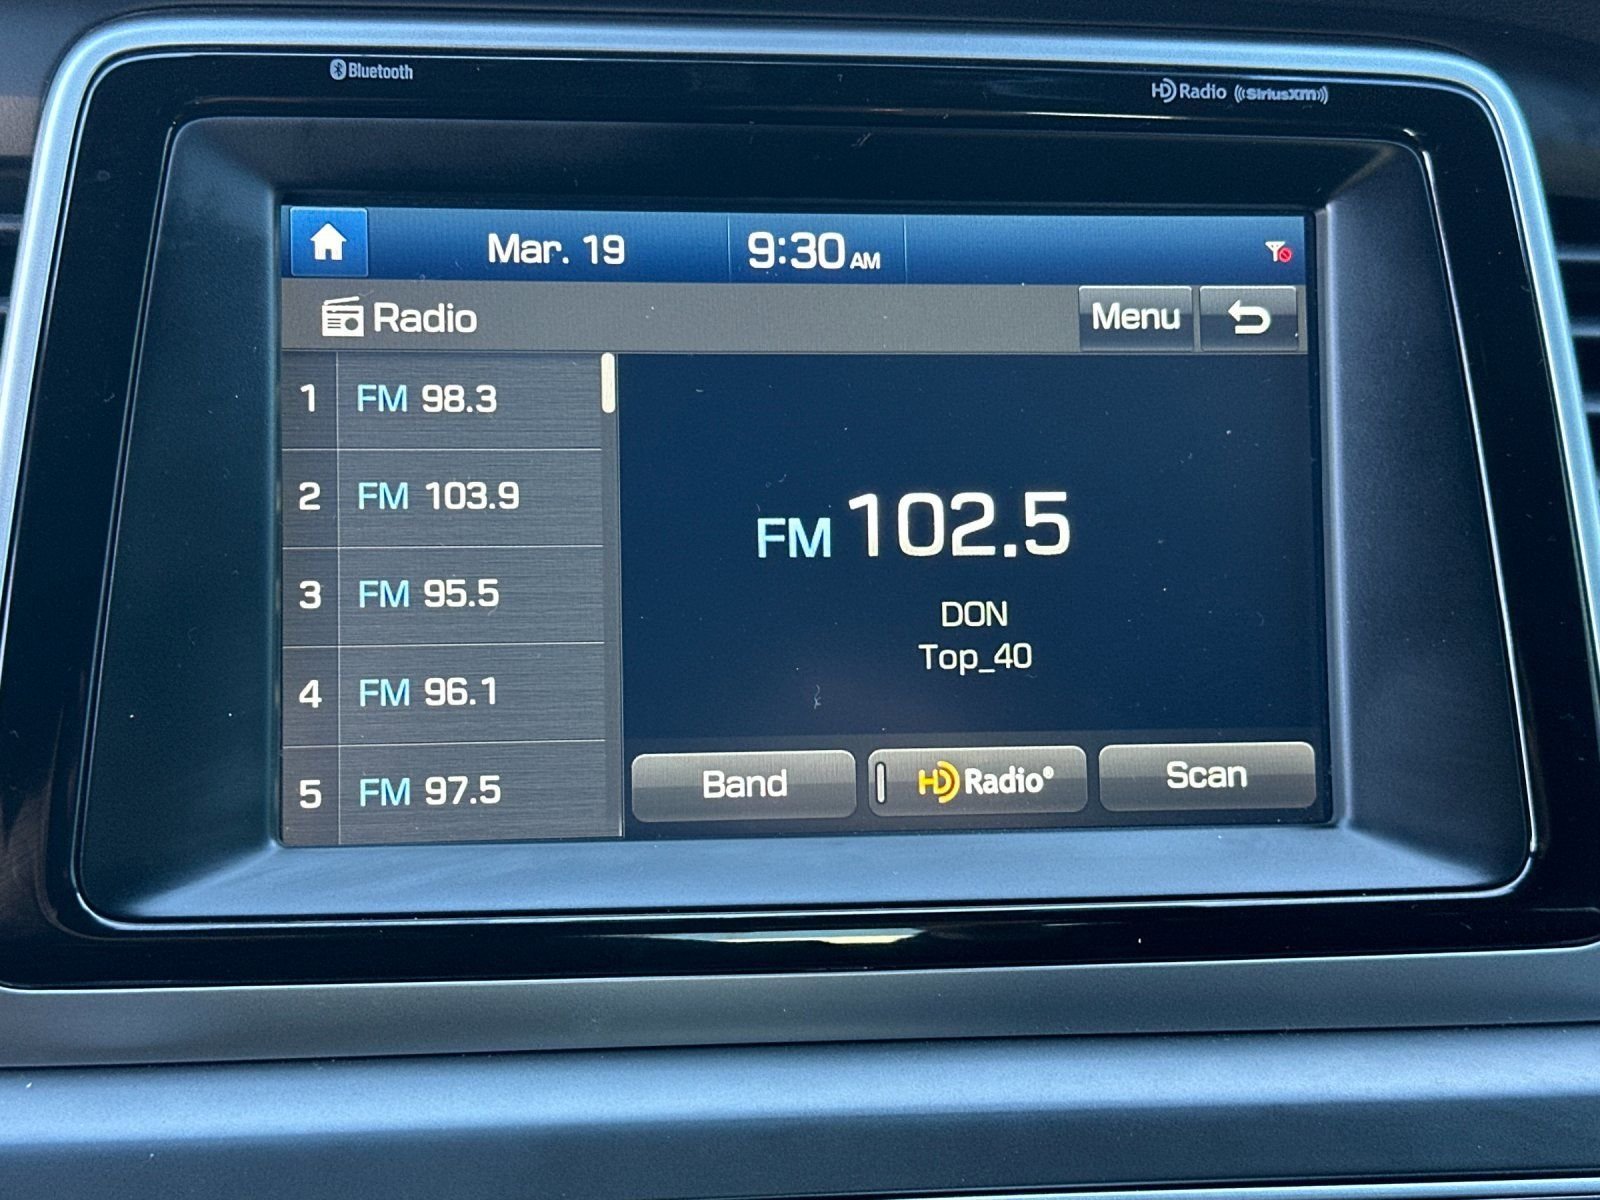 Bluetooth
HD Radio ((SiriusXM))
Mar. 19 9:30 AM
Radio Menu
1 FM 98.3
2 FM 103.9
3 FM 95.5
4 FM 96.1
5 FM 97.5
FM 102.5
DON
Top_40
Band HD Radio® Scan